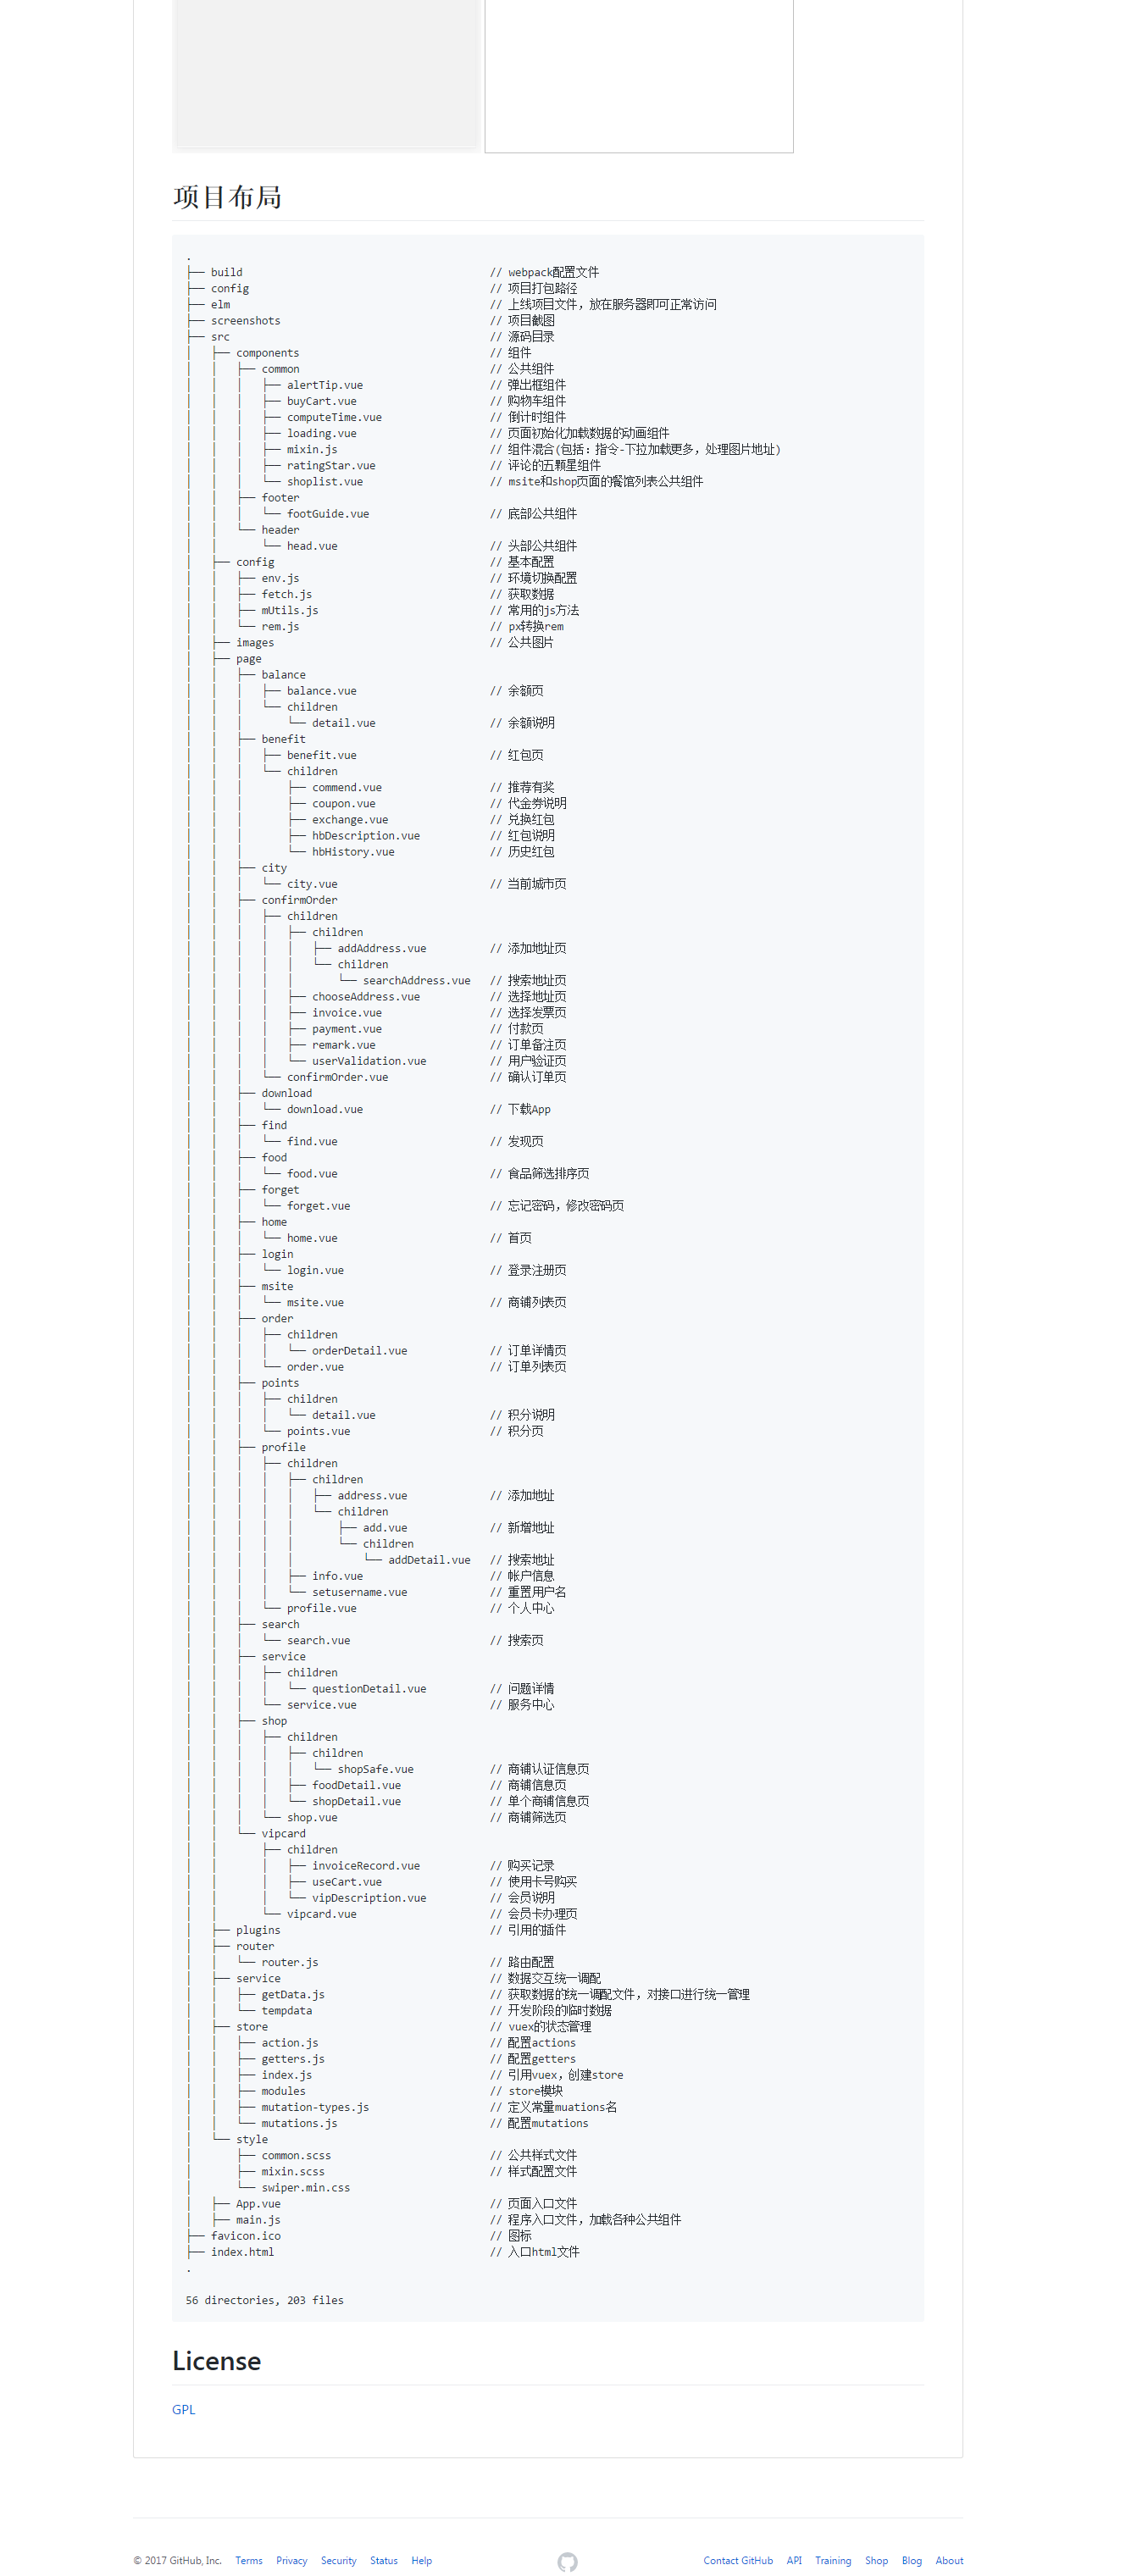 项目布局
.
├── build                                       // webpack配置文件
├── config                                      // 项目打包路径
├── elm                                         // 上线项目文件，放在服务器即可正常访问
├── screenshots                                 // 项目截图
├── src                                         // 源码目录
│   ├── components                              // 组件
│   │   ├── common                              // 公共组件
│   │   │   ├── alertTip.vue                    // 弹出框组件
│   │   │   ├── buyCart.vue                     // 购物车组件
│   │   │   ├── computeTime.vue                 // 倒计时组件
│   │   │   ├── loading.vue                     // 页面初始化加载数据的动画组件
│   │   │   ├── mixin.js                        // 组件混合(包括：指令-下拉加载更多，处理图片地址)
│   │   │   ├── ratingStar.vue                  // 评论的五颗星组件
│   │   │   └── shoplist.vue                    // msite和shop页面的餐馆列表公共组件
│   │   ├── footer
│   │   │   └── footGuide.vue                   // 底部公共组件
│   │   └── header
│   │       └── head.vue                        // 头部公共组件
│   ├── config                                  // 基本配置
│   │   ├── env.js                              // 环境切换配置
│   │   ├── fetch.js                            // 获取数据
│   │   ├── mUtils.js                           // 常用的js方法
│   │   └── rem.js                              // px转换rem
│   ├── images                                  // 公共图片
│   ├── page
│   │   ├── balance
│   │   │   ├── balance.vue                     // 余额页
│   │   │   └── children
│   │   │       └── detail.vue                  // 余额说明
│   │   ├── benefit
│   │   │   ├── benefit.vue                     // 红包页
│   │   │   └── children
│   │   │       ├── commend.vue                 // 推荐有奖
│   │   │       ├── coupon.vue                  // 代金券说明
│   │   │       ├── exchange.vue                // 兑换红包
│   │   │       ├── hbDescription.vue           // 红包说明
│   │   │       └── hbHistory.vue               // 历史红包
│   │   ├── city
│   │   │   └── city.vue                        // 当前城市页
│   │   ├── confirmOrder
│   │   │   ├── children
│   │   │   │   ├── children
│   │   │   │   │   ├── addAddress.vue          // 添加地址页
│   │   │   │   │   └── children
│   │   │   │   │       └── searchAddress.vue   // 搜索地址页
│   │   │   │   ├── chooseAddress.vue           // 选择地址页
│   │   │   │   ├── invoice.vue                 // 选择发票页
│   │   │   │   ├── payment.vue                 // 付款页
│   │   │   │   ├── remark.vue                  // 订单备注页
│   │   │   │   └── userValidation.vue          // 用户验证页
│   │   │   └── confirmOrder.vue                // 确认订单页
│   │   ├── download
│   │   │   └── download.vue                    // 下载App
│   │   ├── find
│   │   │   └── find.vue                        // 发现页
│   │   ├── food
│   │   │   └── food.vue                        // 食品筛选排序页
│   │   ├── forget
│   │   │   └── forget.vue                      // 忘记密码，修改密码页
│   │   ├── home
│   │   │   └── home.vue                        // 首页
│   │   ├── login
│   │   │   └── login.vue                       // 登录注册页
│   │   ├── msite
│   │   │   └── msite.vue                       // 商铺列表页
│   │   ├── order
│   │   │   ├── children
│   │   │   │   └── orderDetail.vue             // 订单详情页
│   │   │   └── order.vue                       // 订单列表页
│   │   ├── points
│   │   │   ├── children
│   │   │   │   └── detail.vue                  // 积分说明
│   │   │   └── points.vue                      // 积分页
│   │   ├── profile
│   │   │   ├── children
│   │   │   │   ├── children
│   │   │   │   │   ├── address.vue             // 添加地址
│   │   │   │   │   └── children
│   │   │   │   │       ├── add.vue             // 新增地址
│   │   │   │   │       └── children
│   │   │   │   │           └── addDetail.vue   // 搜索地址
│   │   │   │   ├── info.vue                    // 帐户信息
│   │   │   │   └── setusername.vue             // 重置用户名
│   │   │   └── profile.vue                     // 个人中心
│   │   ├── search
│   │   │   └── search.vue                      // 搜索页
│   │   ├── service
│   │   │   ├── children
│   │   │   │   └── questionDetail.vue          // 问题详情
│   │   │   └── service.vue                     // 服务中心
│   │   ├── shop
│   │   │   ├── children
│   │   │   │   ├── children
│   │   │   │   │   └── shopSafe.vue            // 商铺认证信息页
│   │   │   │   ├── foodDetail.vue              // 商铺信息页
│   │   │   │   └── shopDetail.vue              // 单个商铺信息页
│   │   │   └── shop.vue                        // 商铺筛选页
│   │   └── vipcard
│   │       ├── children
│   │       │   ├── invoiceRecord.vue           // 购买记录
│   │       │   ├── useCart.vue                 // 使用卡号购买
│   │       │   └── vipDescription.vue          // 会员说明
│   │       └── vipcard.vue                     // 会员卡办理页
│   ├── plugins                                 // 引用的插件
│   ├── router
│   │   └── router.js                           // 路由配置
│   ├── service                                 // 数据交互统一调配
│   │   ├── getData.js                          // 获取数据的统一调配文件，对接口进行统一管理
│   │   └── tempdata                            // 开发阶段的临时数据
│   ├── store                                   // vuex的状态管理
│   │   ├── action.js                           // 配置actions
│   │   ├── getters.js                          // 配置getters
│   │   ├── index.js                            // 引用vuex，创建store
│   │   ├── modules                             // store模块
│   │   ├── mutation-types.js                   // 定义常量muations名
│   │   └── mutations.js                        // 配置mutations
│   └── style
│       ├── common.scss                         // 公共样式文件
│       ├── mixin.scss                          // 样式配置文件
│       └── swiper.min.css
│   ├── App.vue                                 // 页面入口文件
│   ├── main.js                                 // 程序入口文件，加载各种公共组件
├── favicon.ico                                 // 图标
├── index.html                                  // 入口html文件
.
56 directories, 203 files
License
GPL
© 2017 GitHub, Inc. Terms Privacy Security Status Help Contact GitHub API Training Shop Blog About